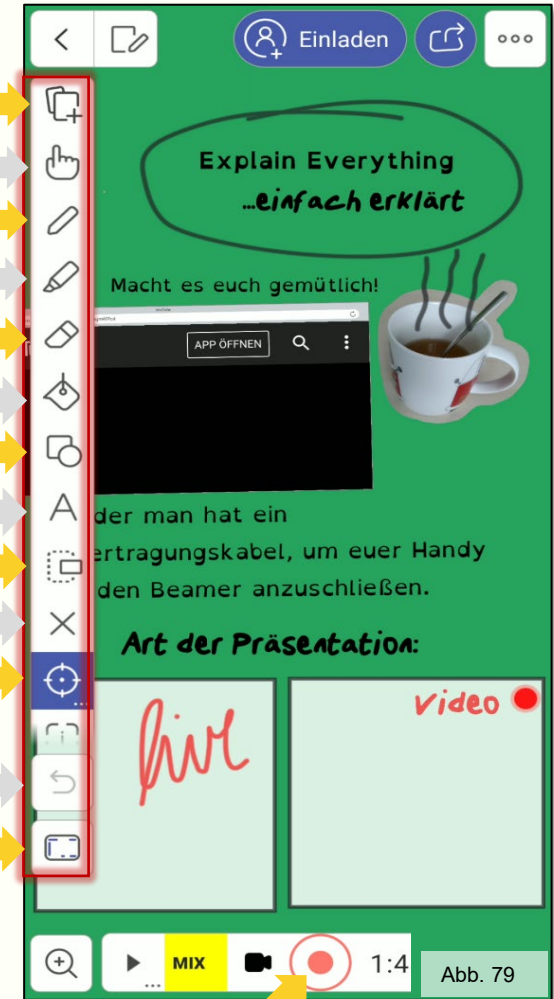 Einladen
Explain Everything
...einfach erklärt
Macht es euch gemütlich!
APP ÖFFNEN
der man hat ein
ertragungskabel, um euer Handy
den Beamer anzuschließen.
Art der Präsentation:
live
Video
MIX
1:4
Abb. 79